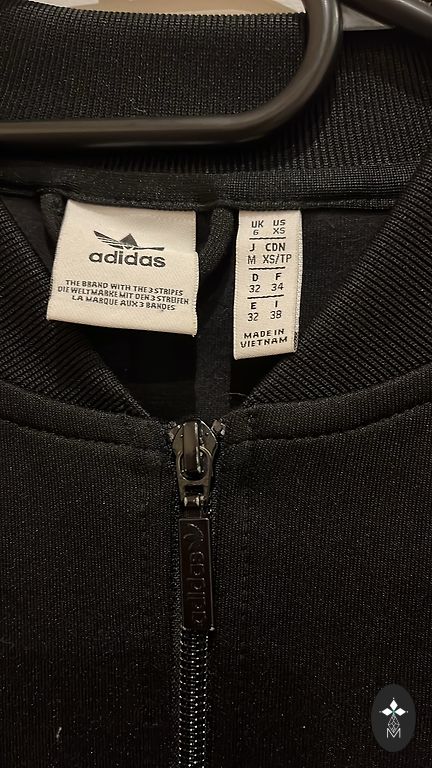 adidas
THE BRAND WITH THE 3 STRIPES
DIE WELTMARKE MIT DEN 3 STREIFEN
LA MARQUE AUX 3 BANDES
UK US
6 XS
J CDN
M XS/TP
D F
32 34
E I
32 38
MADE IN
VIETNAM
adidas
M